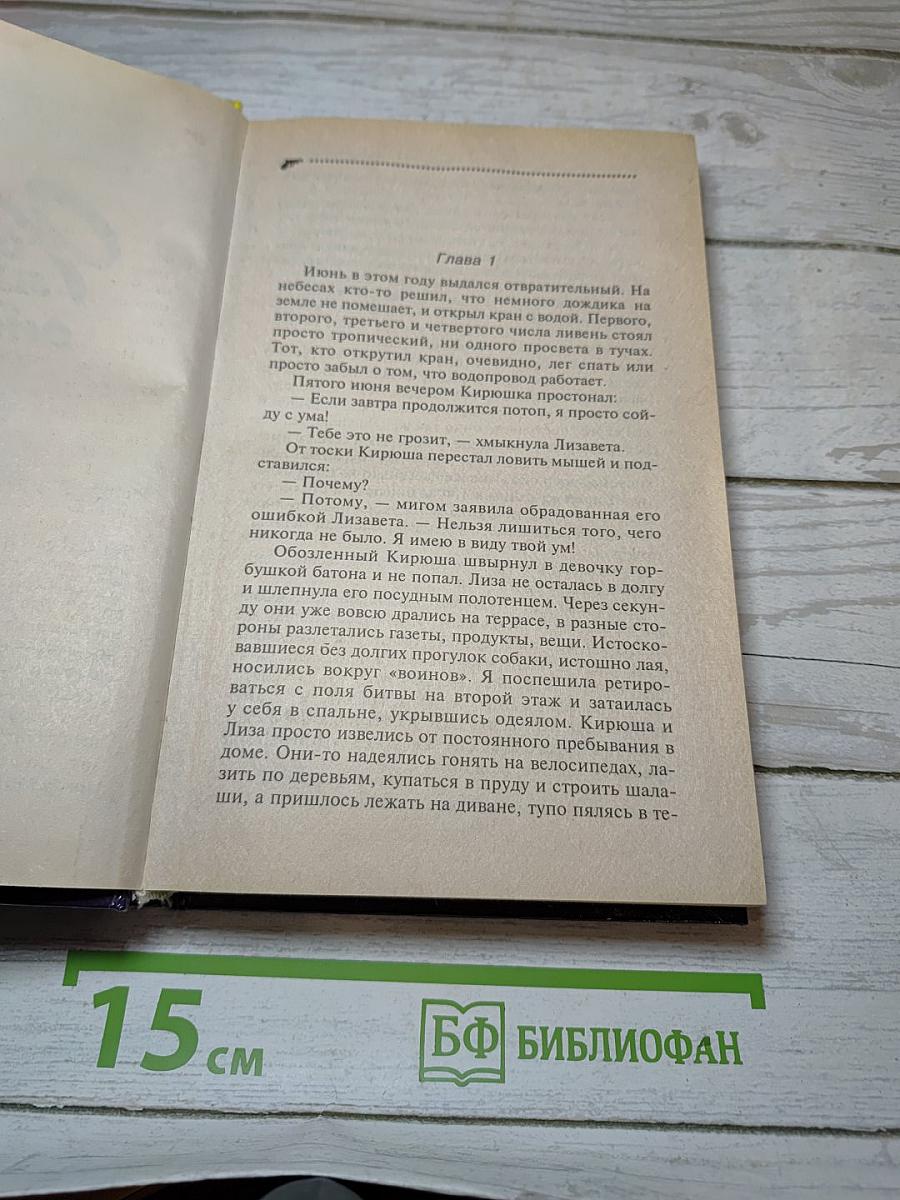 Глава 1
Июнь в этом году выдался отвратительный. На
небесах кто-то решил, что немного дождика на
земле не помешает, и открыл кран с водой. Первого,
второго, третьего и четвертого числа ливень стоял
просто тропический, ни одного просвета в тучах.
Тот, кто открутил кран, очевидно, лег спать или
просто забыл о том, что водопровод работает.
Пятого июня вечером Кирюшка простонал:
— Если завтра продолжится потоп, я просто сой-
ду с ума!
— Тебе это не грозит, — хмыкнула Лизавета.
От тоски Кирюша перестал ловить мышей и под-
ставился:
— Почему?
— Потому, — мигом заявила обрадованная его
ошибкой Лизавета. — Нельзя лишиться того, чего
никогда не было. Я имею в виду твой ум!
Обозленный Кирюша швырнул в девочку гор-
бушкой батона и не попал. Лиза не осталась в долгу
и шлепнула его посудным полотенцем. Через секун-
ду они уже вовсю дрались на террасе, в разные сто-
роны разлетались газеты, продукты, вещи. Истоско-
вавшиеся без долгих прогулок собаки, истошно лая,
носились вокруг «воинов». Я поспешила ретиро-
ваться с поля битвы на второй этаж и затаилась
у себя в спальне, укрывшись одеялом. Кирюша и
Лиза просто извелись от постоянного пребывания в
доме. Они-то надеялись гонять на велосипедах, ла-
зить по деревьям, купаться в пруду и строить шала-
ши, а пришлось лежать на диване, тупо пялясь в те-
15 см
БФ БИБЛИОФАН